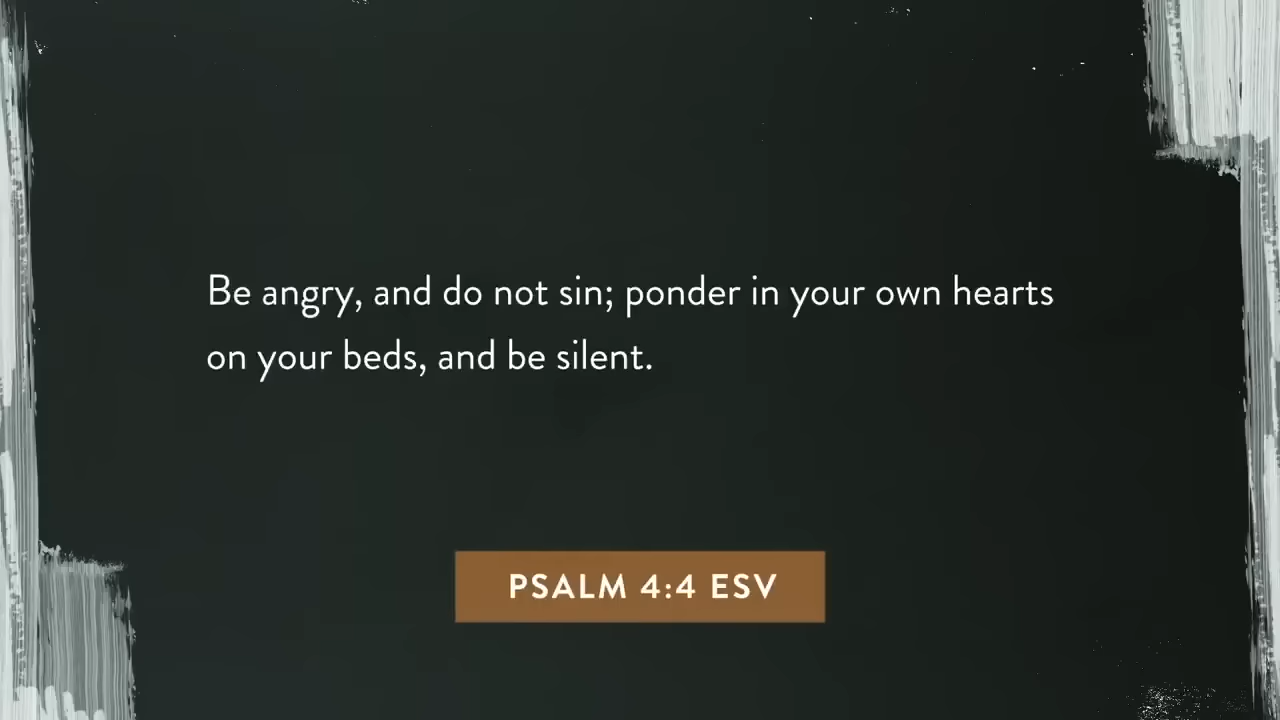 Be angry, and do not sin; ponder in your own hearts
on your beds, and be silent.
PSALM 4:4 ESV